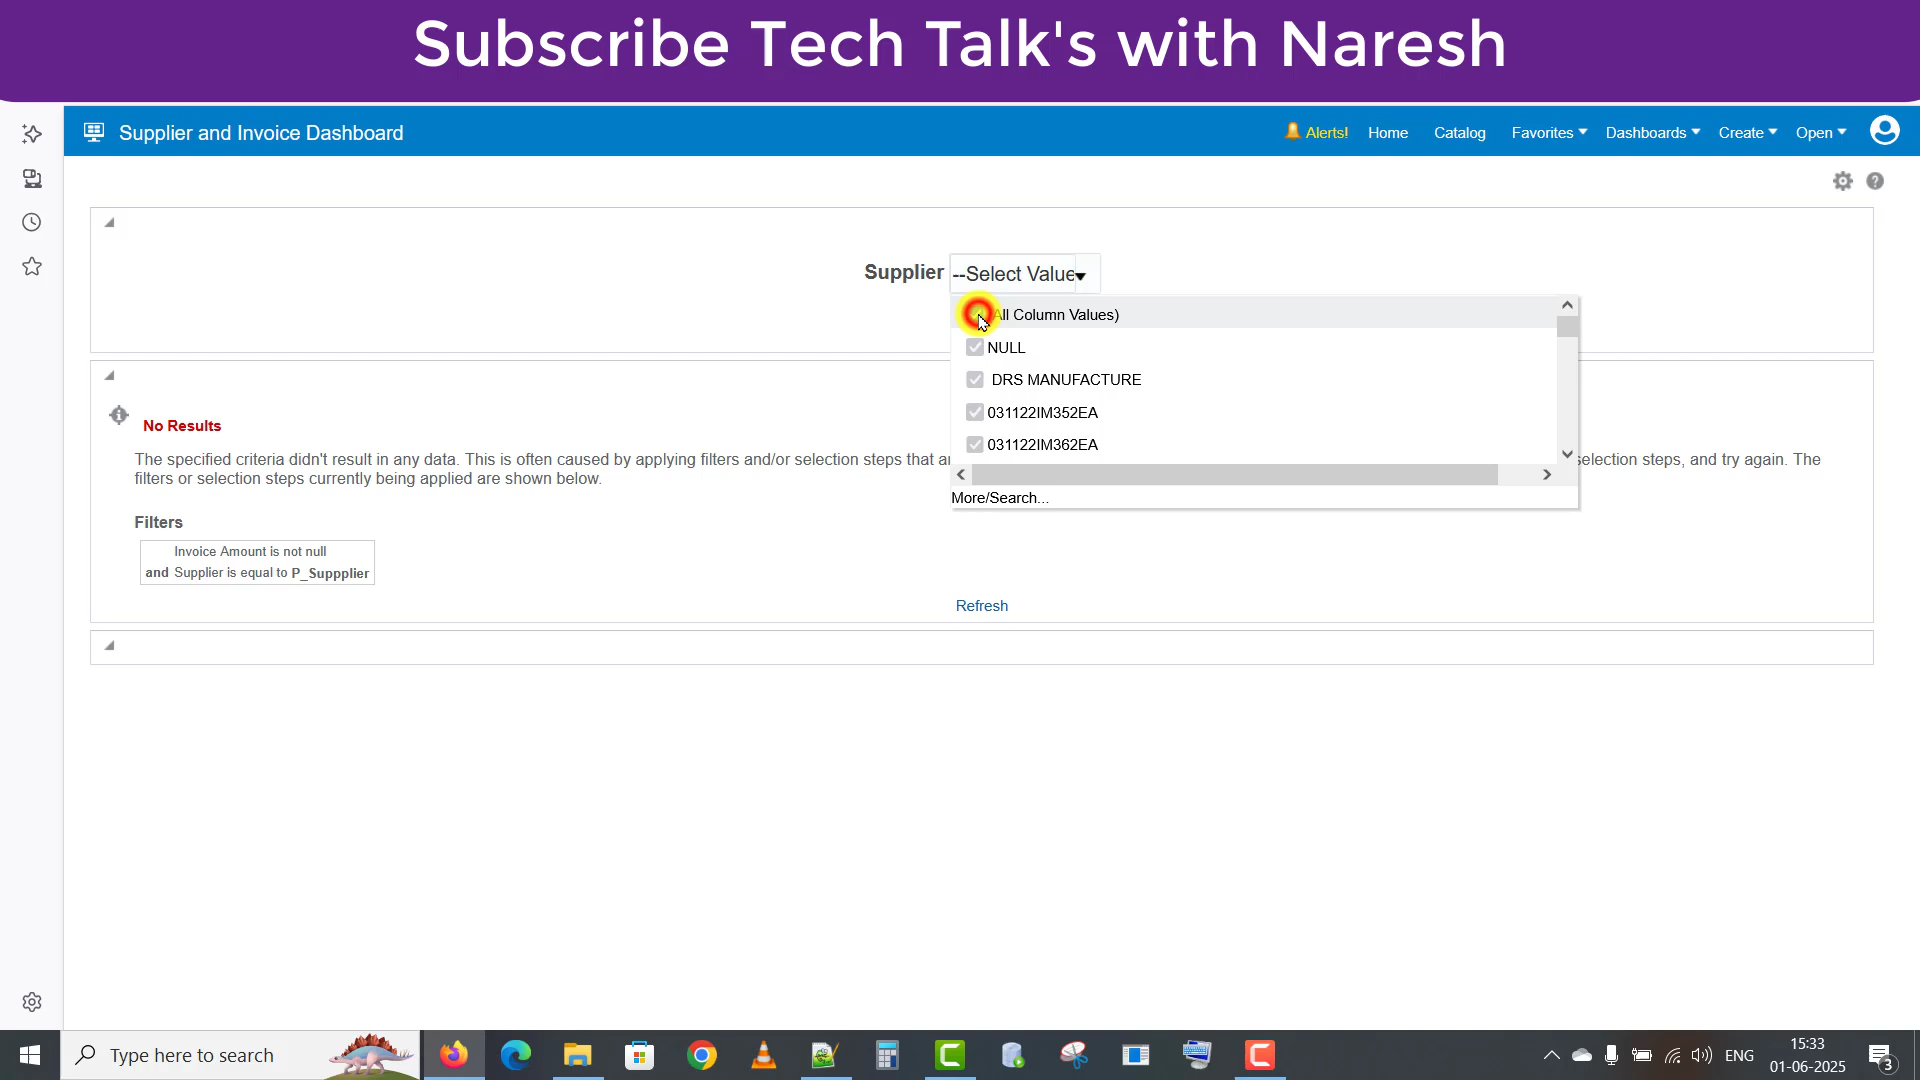 Subscribe Tech Talk's with Naresh
Supplier and Invoice Dashboard
Alerts! Home Catalog Favorites Dashboards Create Open
Supplier --Select Value
All Column Values)
NULL
DRS MANUFACTURE
031122IM352EA
031122IM362EA
More/Search...
No Results
The specified criteria didn't result in any data. This is often caused by applying filters and/or selection steps that a selection steps, and try again. The
filters or selection steps currently being applied are shown below.
Filters
Invoice Amount is not null
and Supplier is equal to P_Suppplier
Refresh
Type here to search
ENG
15:33
01-06-2025
3